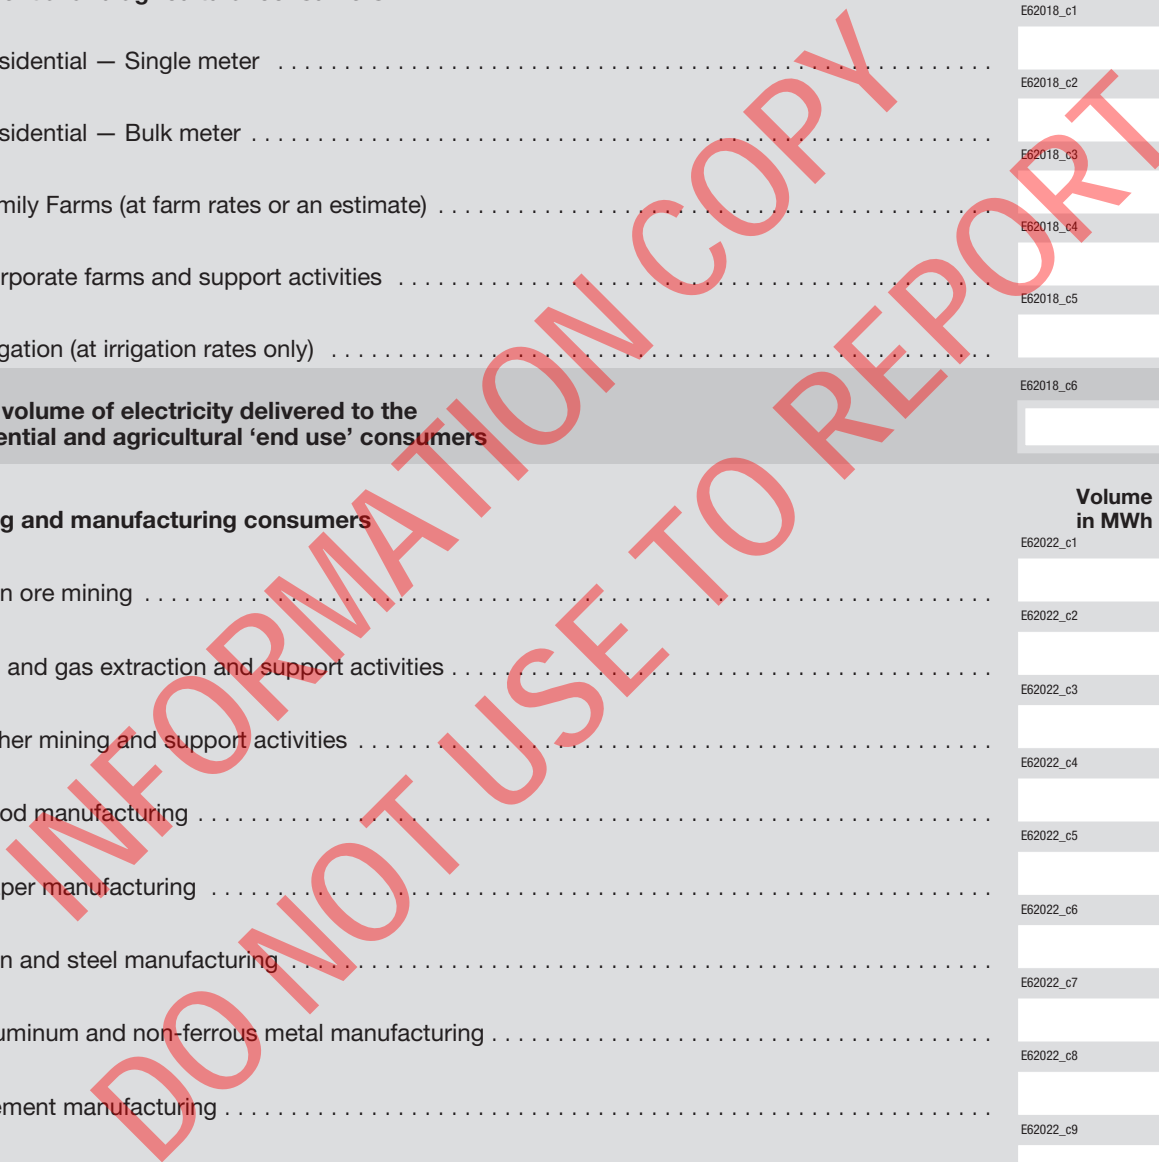 E62018_c1
sidential — Single meter
E62018_c2
sidential — Bulk meter
E62018_c3
mily Farms (at farm rates or an estimate)
E62018_c4
rporate farms and support activities
E62018_c5
gation (at irrigation rates only)
E62018_c6
volume of electricity delivered to the
ential and agricultural ‘end use’ consumers
Volume
in MWh
g and manufacturing consumers
E62022_c1
n ore mining
E62022_c2
and gas extraction and support activities
E62022_c3
her mining and support activities
E62022_c4
od manufacturing
E62022_c5
per manufacturing
E62022_c6
n and steel manufacturing
E62022_c7
uminum and non-ferrous metal manufacturing
E62022_c8
ement manufacturing
E62022_c9
INFORMATION COPY
DO NOT USE TO REPORT